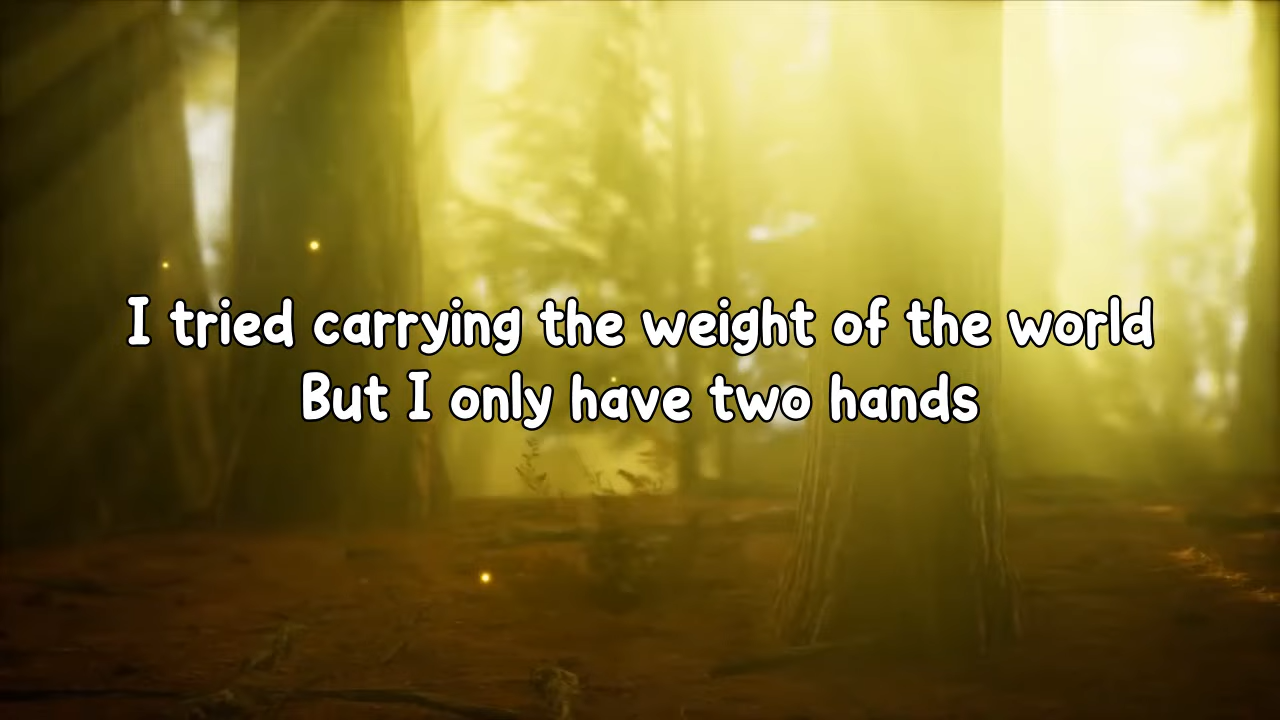 I tried carrying the weight of the world
But I only have two hands